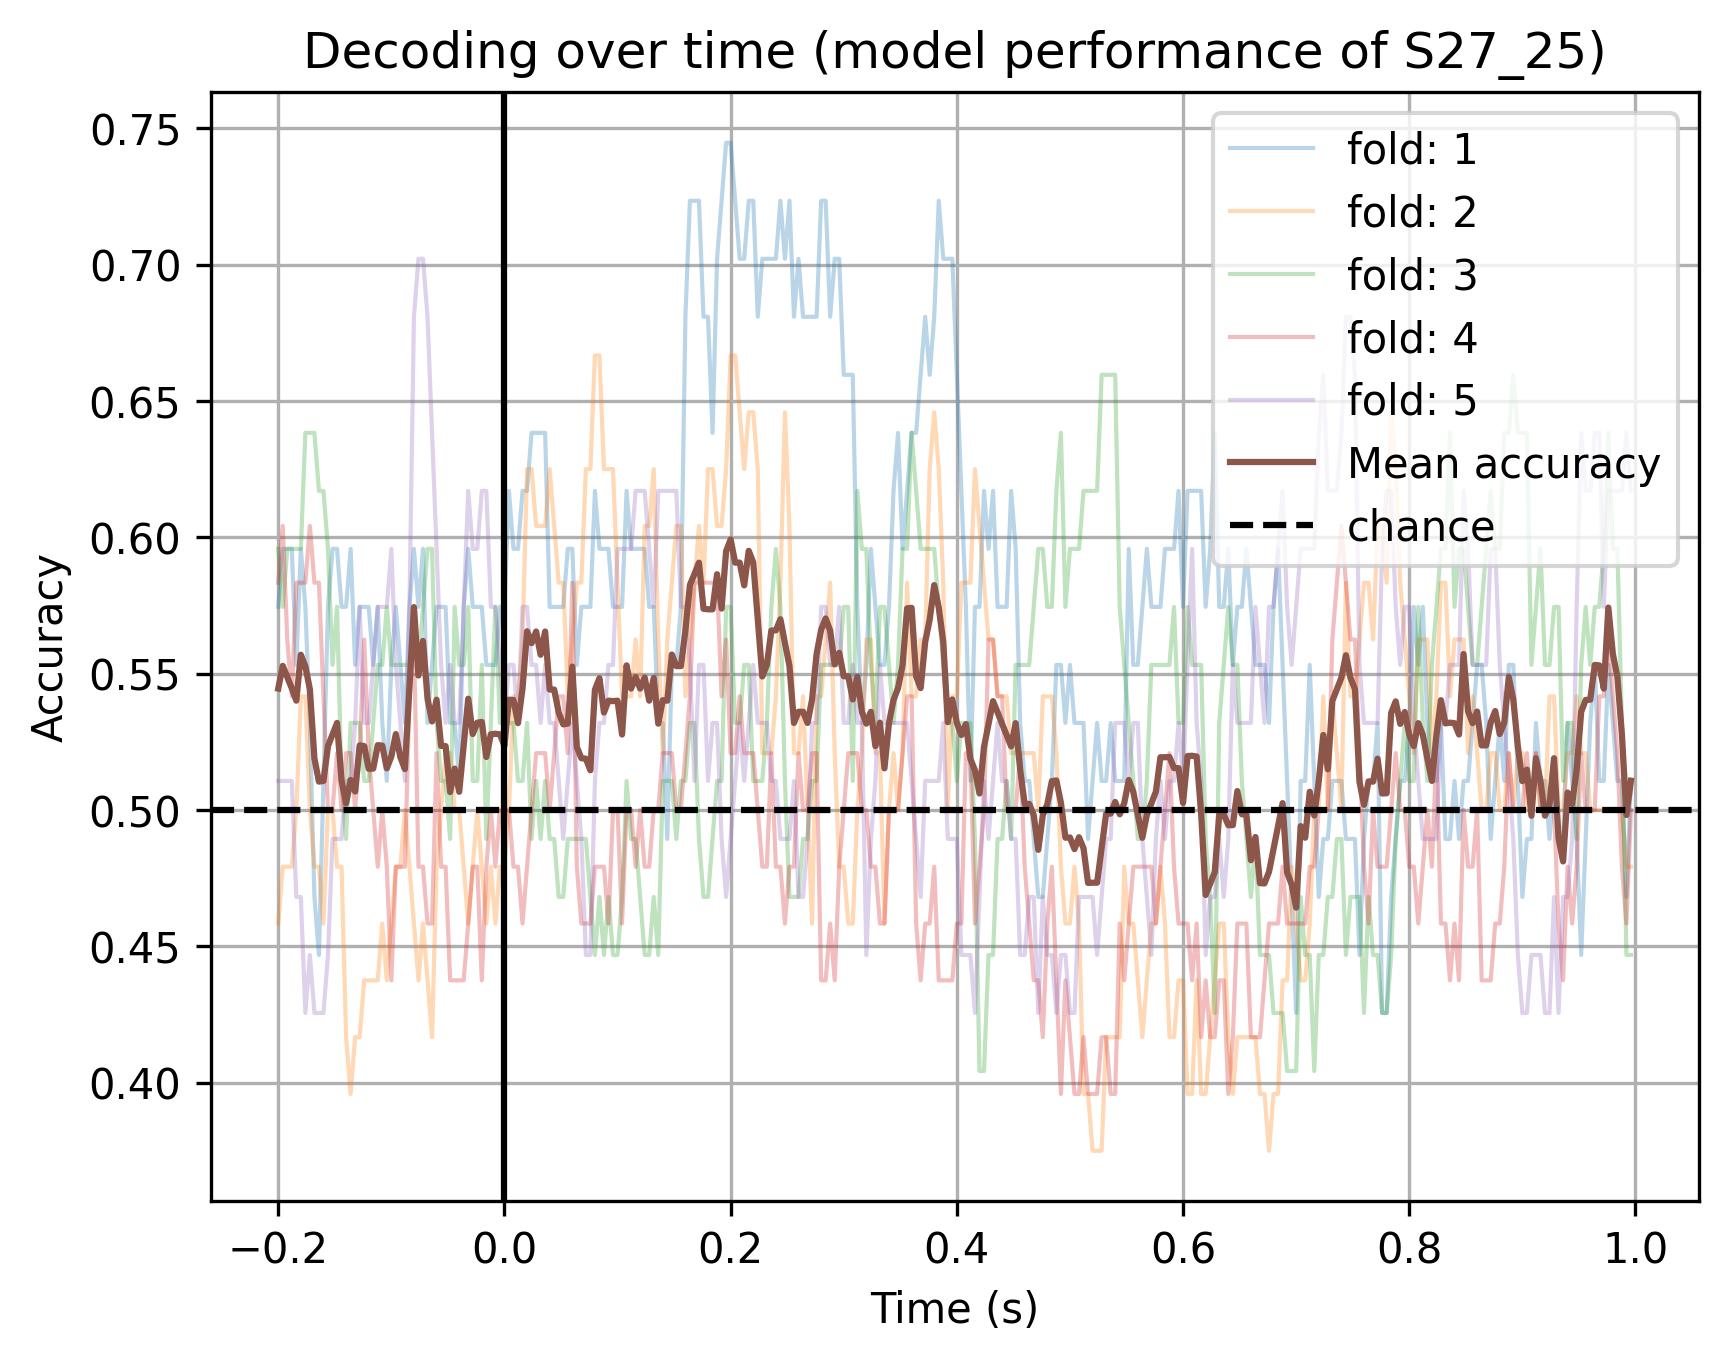 Decoding over time (model performance of S27_25)
0.75
0.70
0.65
0.60
0.55
0.50
0.45
0.40
Accuracy
fold: 1
fold: 2
fold: 3
fold: 4
fold: 5
Mean accuracy
chance
−0.2 0.0 0.2 0.4 0.6 0.8 1.0
Time (s)